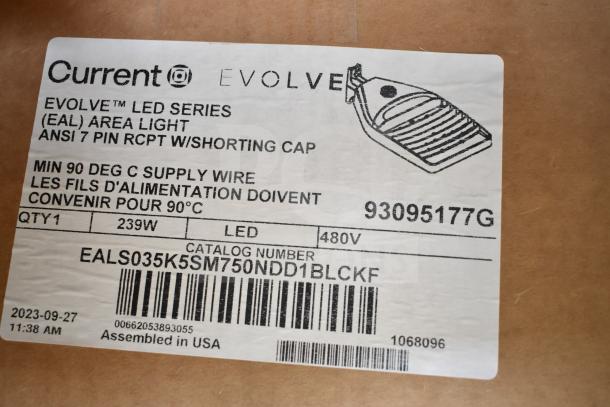 Current EVOLVE
EVOLVE™ LED SERIES
(EAL) AREA LIGHT
ANSI 7 PIN RCPT W/SHORTING CAP
MIN 90 DEG C SUPPLY WIRE
LES FILS D'ALIMENTATION DOIVENT
CONVENIR POUR 90°C
93095177G
QTY1 239W LED 480V
CATALOG NUMBER
EALS035K5SM750NDD1BLCKF
00662053893055
2023-09-27
11:38 AM
Assembled in USA
1068096